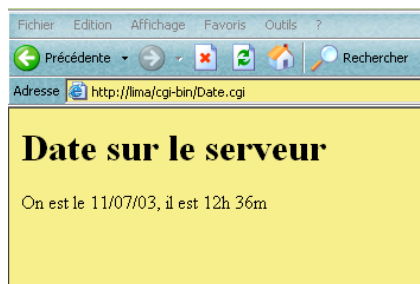 Fichier Edition Affichage Favoris Outils ?
Précédente Rechercher
Adresse http://lima/cgi-bin/Date.cgi
Date sur le serveur
On est le 11/07/03, il est 12h 36m